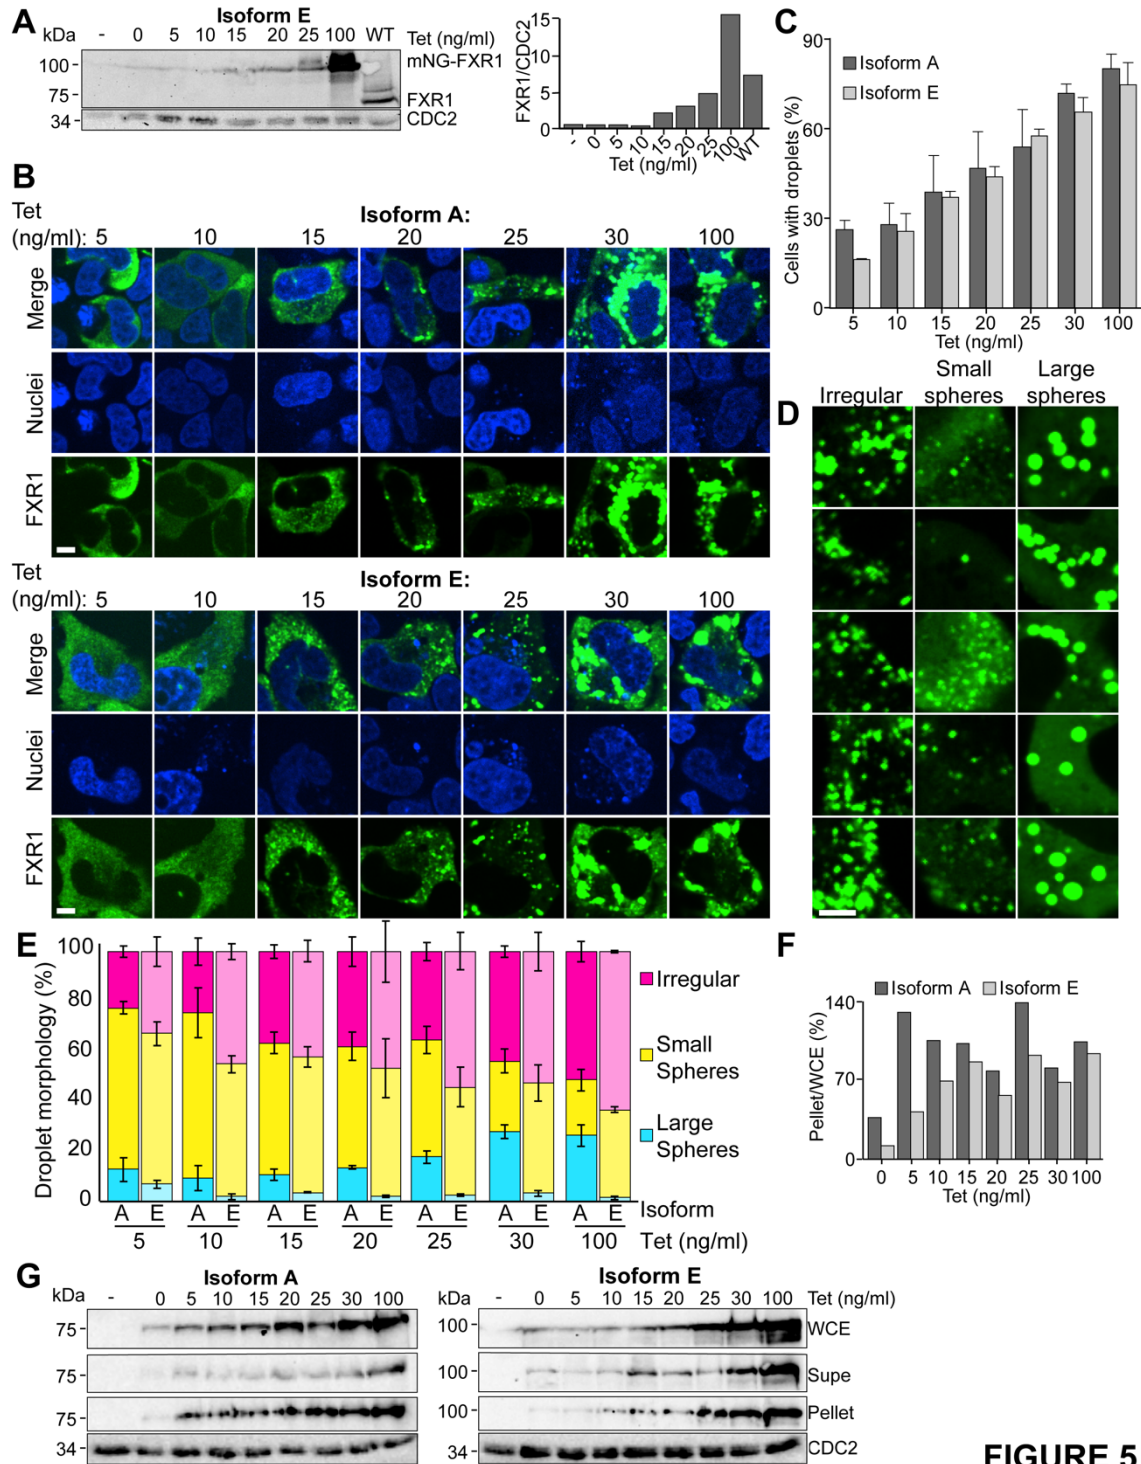 A
Isoform E
kDa - 0 5 10 15 20 25 100 WT Tet (ng/ml)
100 mNG-FXR1
75
FXR1
34 CDC2
FXR1/CDC2
15
10
5
0
- 0 5 10 15 20 25 100 WT
Tet (ng/ml)
B
Tet
(ng/ml): 5 10 15 20 25 30 100
Isoform A:
Merge
Nuclei
FXR1
Tet
(ng/ml): 5 10 15 20 25 30 100
Isoform E:
Merge
Nuclei
FXR1
C
Cells with droplets (%)
90
60
30
0
Isoform A
Isoform E
5 10 15 20 25 30 100
Tet (ng/ml)
D
Irregular
Small
spheres
Large
spheres
E
Droplet morphology (%)
100
80
60
40
20
0
Irregular
Small
Spheres
Large
Spheres
A E A E A E A E A E A E A E Isoform
5 10 15 20 25 30 100 Tet (ng/ml)
F
Isoform A Isoform E
Pellet/WCE (%)
140
70
0
0 5 10 15 20 25 30 100
Tet (ng/ml)
G
Isoform A
kDa - 0 5 10 15 20 25 30 100
75
75
75
34
Isoform E
kDa - 0 5 10 15 20 25 30 100 Tet (ng/ml)
100 WCE
100 Supe
100 Pellet
34 CDC2
FIGURE 5